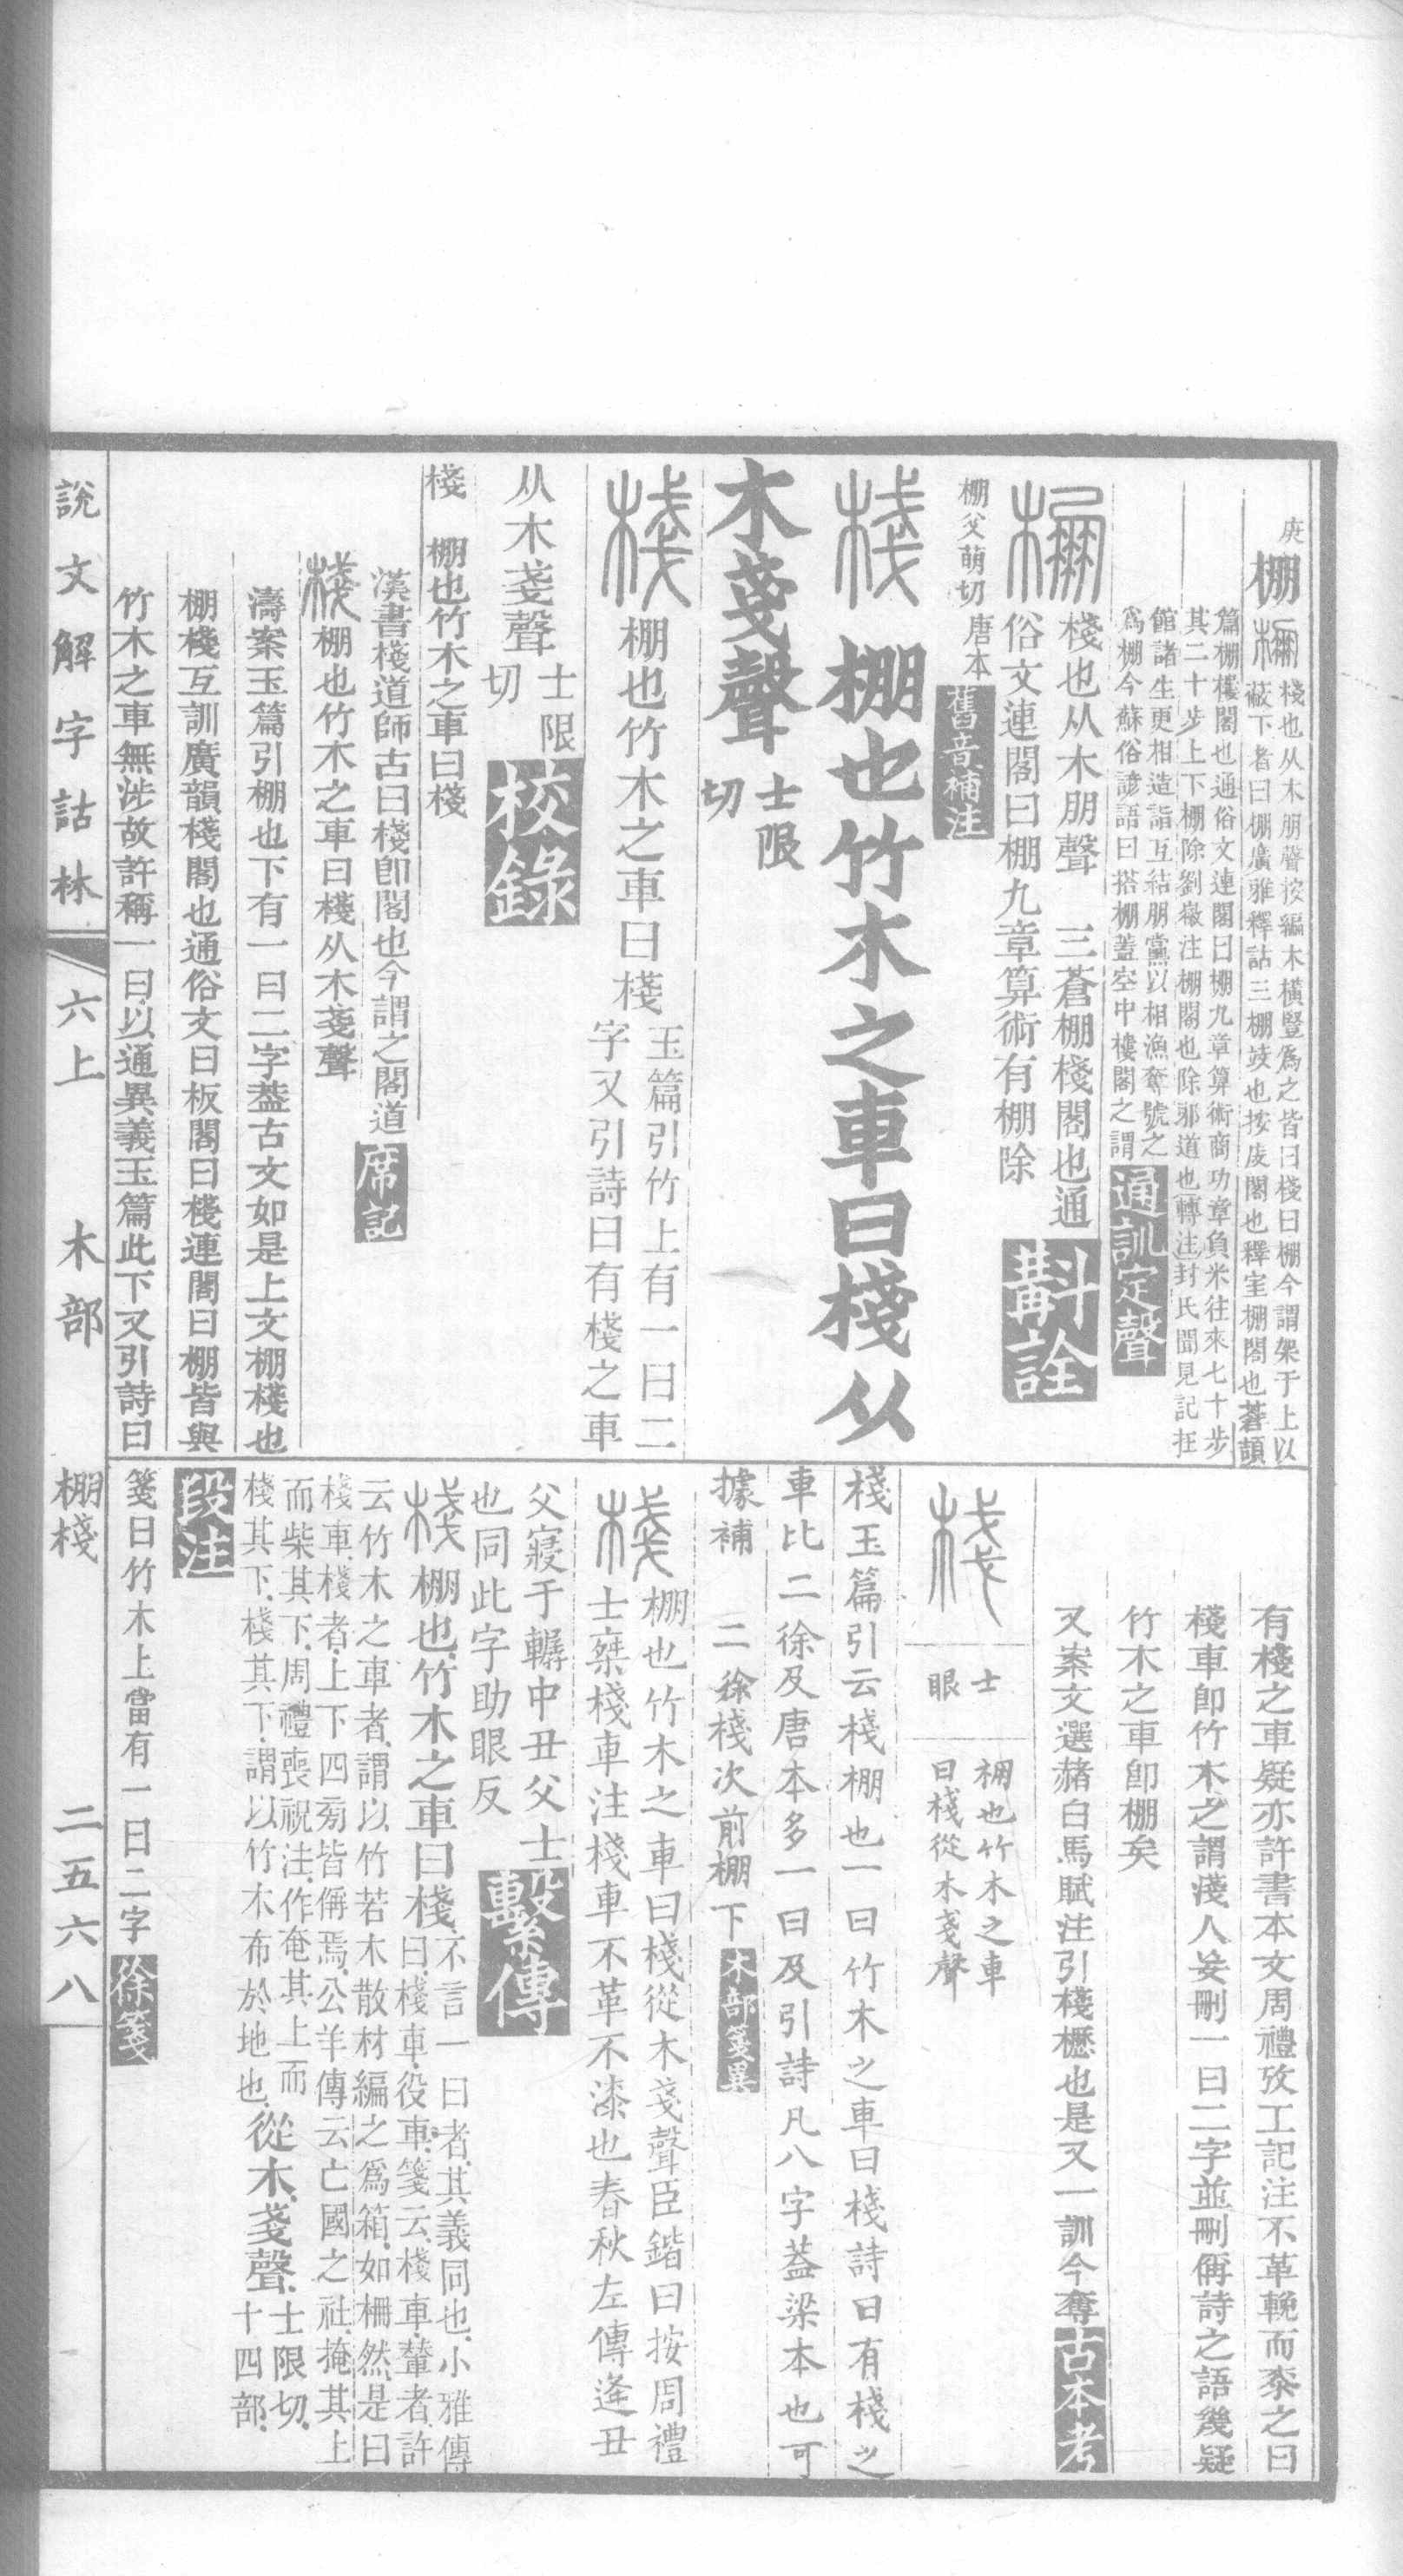 庚
棚 棚 棧也从木朋聲按編木橫豎爲之皆曰棧曰棚今謂架于上以
蔽下者曰棚廣雅釋詁三棚攱也按庋閣也釋室棚閣也蒼頡
篇棚樓閣也通俗文連閣曰棚九章算術商功章負米往來七十步
其二十步上下棚除劉嶽注棚閣也除邪道也轉注封氏聞見記在
館諸生更相造詣互結朋黨以相漁奪號之
爲棚今蘇俗諺語曰搭棚蓋空中樓閣之謂 通訓定聲
棚 棧也从木朋聲 三蒼棚棧閣也通
俗文連閣曰棚九章算術有棚除 斠詮
棚父萌切唐本 舊音補注
棧 棚也竹木之車曰棧从
木戔聲 士限
切
棧 棚也竹木之車曰棧 玉篇引竹上有一曰二
字又引詩曰有棧之車
从木戔聲 士限
切 校錄
棧 棚也竹木之車曰棧
漢書棧道師古曰棧卽閣也今謂之閣道 席記
棧 棚也竹木之車曰棧从木戔聲
濤案玉篇引棚也下有一曰二字葢古文如是上文棚棧也
棚棧互訓廣韻棧閣也通俗文曰板閣曰棧連閣曰棚皆與
竹木之車無涉故許稱一曰以通異義玉篇此下又引詩曰
有棧之車疑亦許書本文周禮攷工記注不革輓而桼之曰
棧車卽竹木之謂淺人妄刪一曰二字並刪偁詩之語幾疑
竹木之車卽棚矣
又案文選赭白馬賦注引棧櫪也是又一訓今奪 古本考
棧 士
眼 棚也竹木之車
曰棧從木戔聲
棧玉篇引云棧棚也一曰竹木之車曰棧詩曰有棧之
車比二徐及唐本多一曰及引詩凡八字葢梁本也可
據補 二徐棧次前棚下 木部箋異
棧 棚也竹木之車曰棧從木戔聲臣鍇曰按周禮
士棄棧車注棧車不革不漆也春秋左傳逢丑
父寢于轏中丑父士
也同此字助眼反 繫傳
棧 棚也竹木之車曰棧 不言一曰者其義同也小雅傳
曰棧車役車箋云棧車輦者許
云竹木之車者謂以竹若木散材編之爲箱如柵然是曰
棧車棧者上下四旁皆偁焉公羊傳云亡國之社掩其上
而柴其下周禮喪祝注作奄其上而
棧其下棧其下謂以竹木布於地也 從木戔聲 士限切
十四部
段注
箋曰竹木上當有一曰二字 徐箋
說文解字詁林 六上 木部 棚棧 二五六八